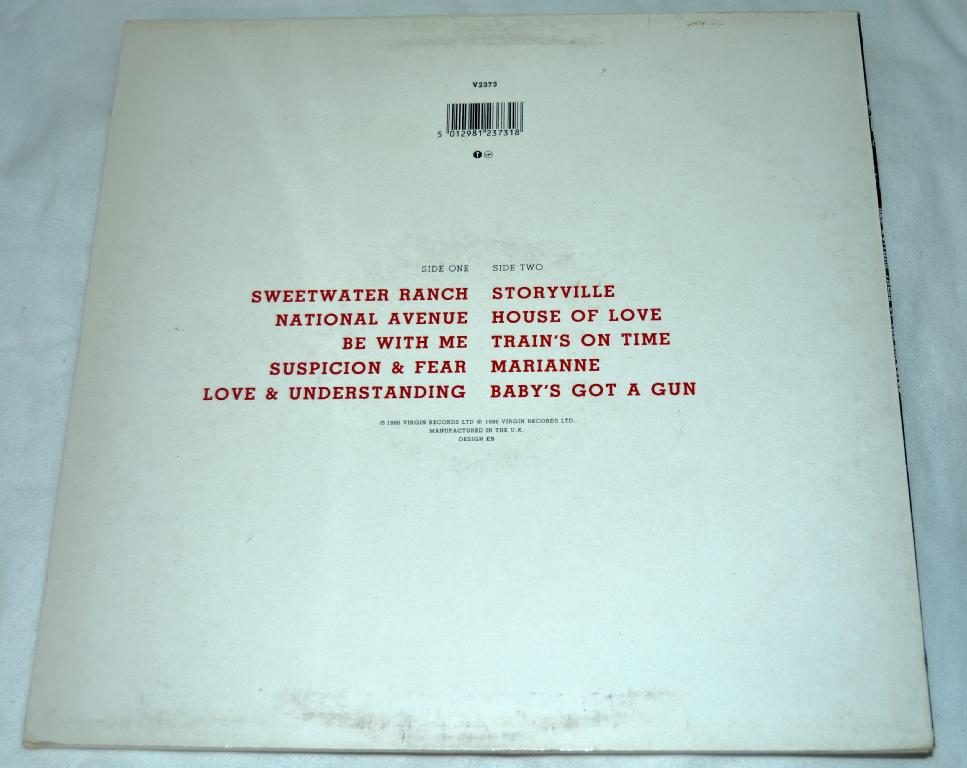 V2373
5 012981 237318
SIDE ONE
SWEETWATER RANCH
NATIONAL AVENUE
BE WITH ME
SUSPICION & FEAR
LOVE & UNDERSTANDING
SIDE TWO
STORYVILLE
HOUSE OF LOVE
TRAIN'S ON TIME
MARIANNE
BABY'S GOT A GUN
℗ 1986 VIRGIN RECORDS LTD © 1986 VIRGIN RECORDS LTD.
MANUFACTURED IN THE U.K.
DESIGN KB